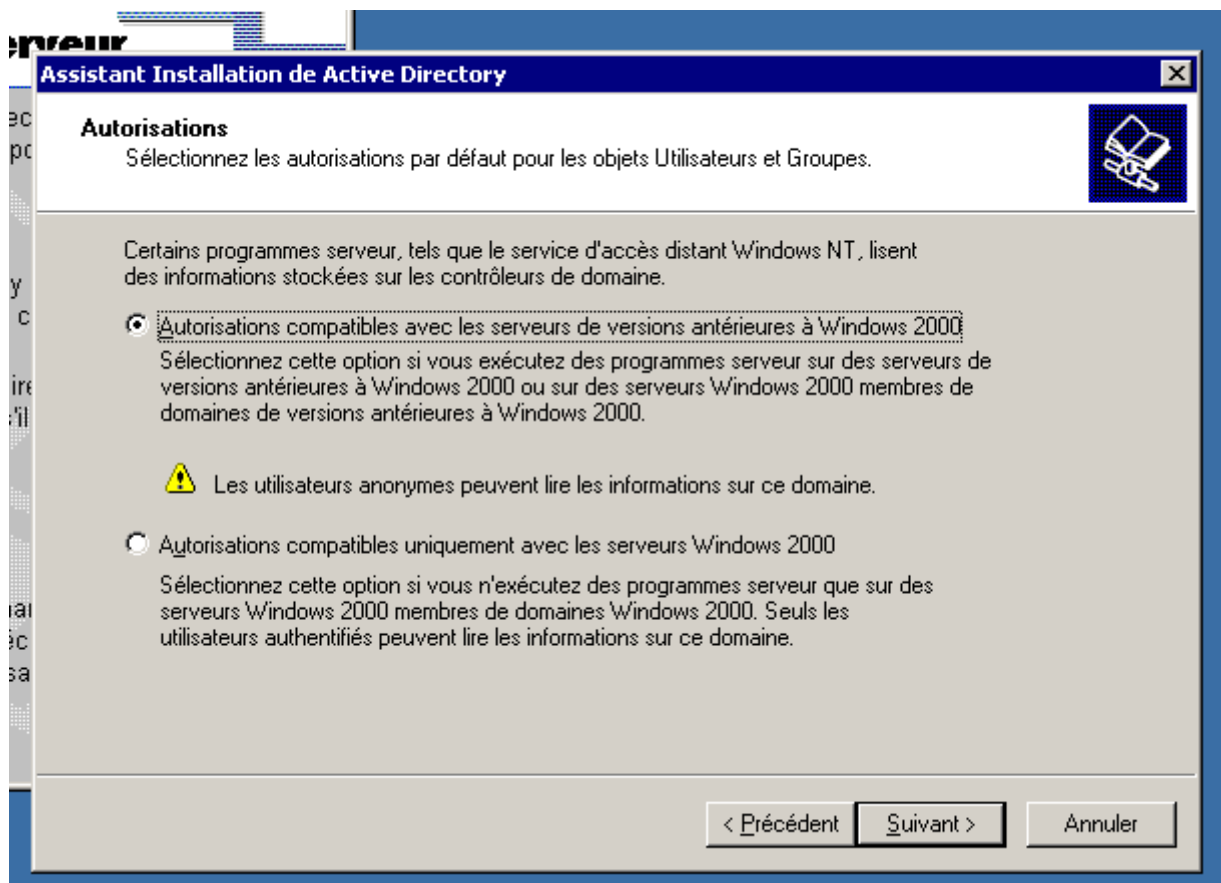 Assistant Installation de Active Directory
Autorisations
Sélectionnez les autorisations par défaut pour les objets Utilisateurs et Groupes.
Certains programmes serveur, tels que le service d'accès distant Windows NT, lisent
des informations stockées sur les contrôleurs de domaine.
Autorisations compatibles avec les serveurs de versions antérieures à Windows 2000
Sélectionnez cette option si vous exécutez des programmes serveur sur des serveurs de
versions antérieures à Windows 2000 ou sur des serveurs Windows 2000 membres de
domaines de versions antérieures à Windows 2000.
Les utilisateurs anonymes peuvent lire les informations sur ce domaine.
Autorisations compatibles uniquement avec les serveurs Windows 2000
Sélectionnez cette option si vous n'exécutez des programmes serveur que sur des
serveurs Windows 2000 membres de domaines Windows 2000. Seuls les
utilisateurs authentifiés peuvent lire les informations sur ce domaine.
< Précédent
Suivant >
Annuler